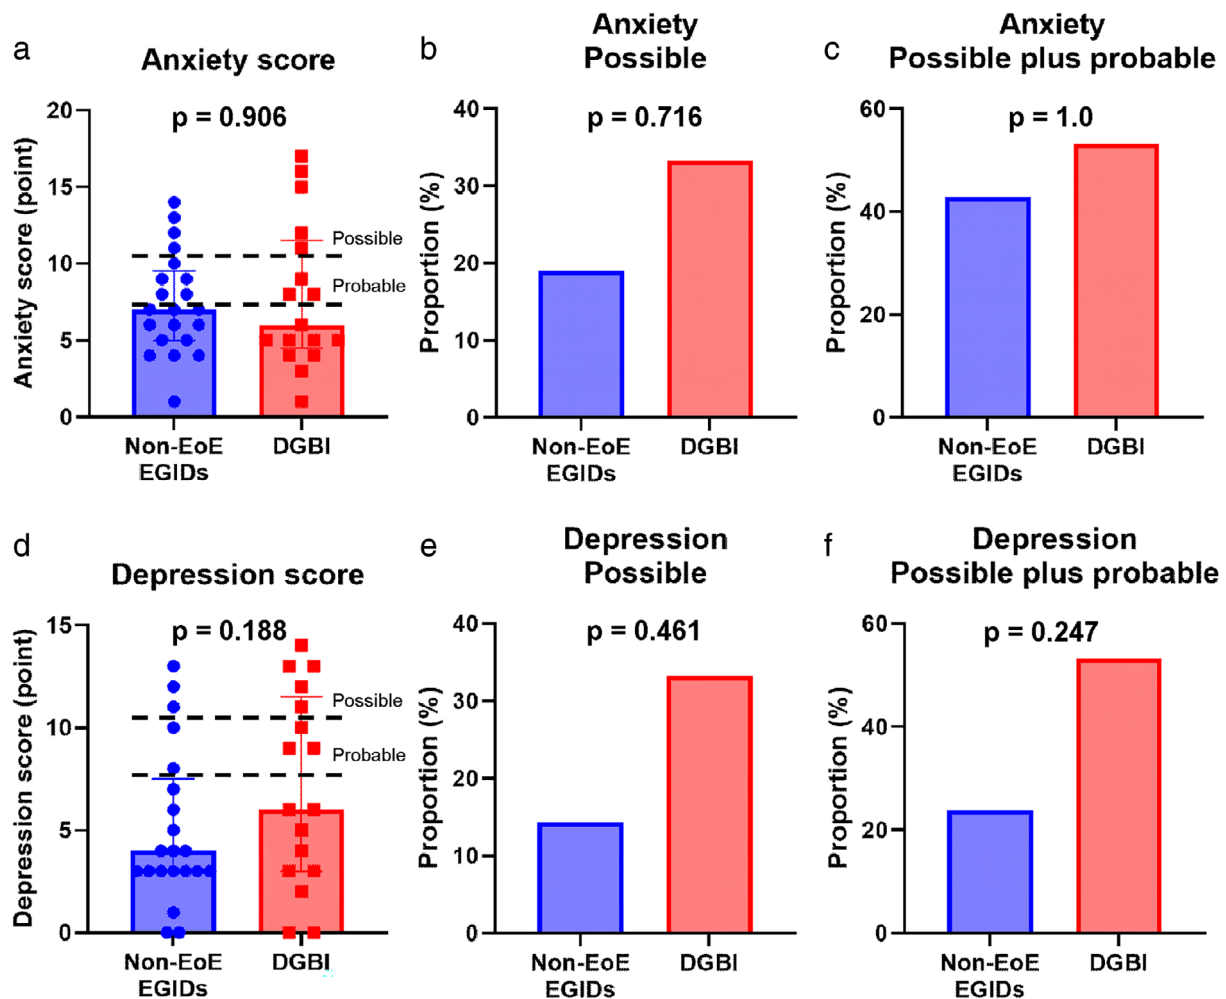 a
Anxiety score
p = 0.906
Anxiety score (point)
20
15
10
5
0
Possible
Probable
Non-EoE
EGIDs
DGBI
b
Anxiety
Possible
p = 0.716
Proportion (%)
40
30
20
10
0
Non-EoE
EGIDs
DGBI
c
Anxiety
Possible plus probable
p = 1.0
Proportion (%)
60
40
20
0
Non-EoE
EGIDs
DGBI
d
Depression score
p = 0.188
Depression score (point)
15
10
5
0
Possible
Probable
Non-EoE
EGIDs
DGBI
e
Depression
Possible
p = 0.461
Proportion (%)
40
30
20
10
0
Non-EoE
EGIDs
DGBI
f
Depression
Possible plus probable
p = 0.247
Proportion (%)
60
40
20
0
Non-EoE
EGIDs
DGBI